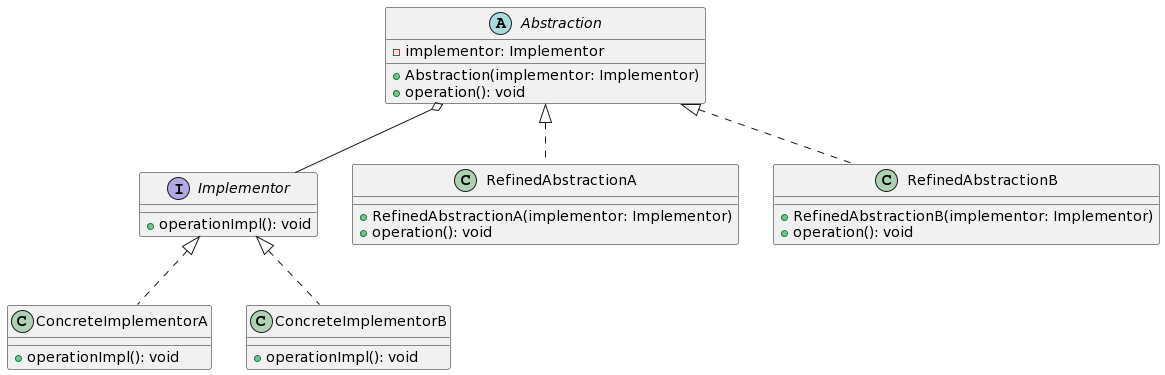 A Abstraction
implementor: Implementor
Abstraction(implementor: Implementor)
operation(): void
I Implementor
operationImpl(): void
C RefinedAbstractionA
RefinedAbstractionA(implementor: Implementor)
operation(): void
C RefinedAbstractionB
RefinedAbstractionB(implementor: Implementor)
operation(): void
C ConcreteImplementorA
operationImpl(): void
C ConcreteImplementorB
operationImpl(): void